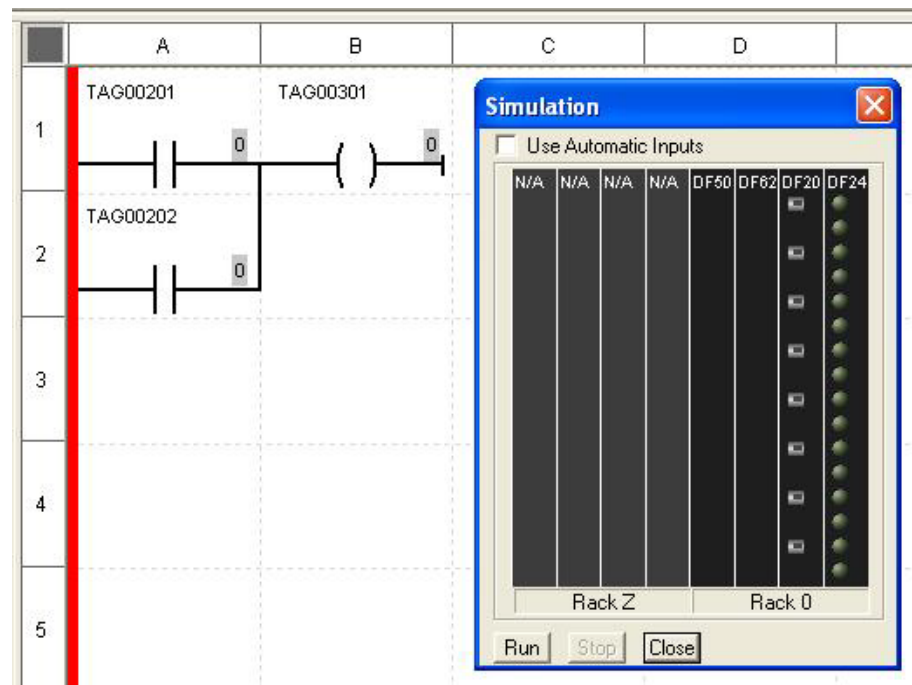 A B C D
TAG00201 TAG00301
1
0 0
TAG00202
2
0
3
4
5
Simulation
Use Automatic Inputs
N/A N/A N/A N/A DF50 DF62 DF20 DF24
Rack Z Rack 0
Run Stop Close